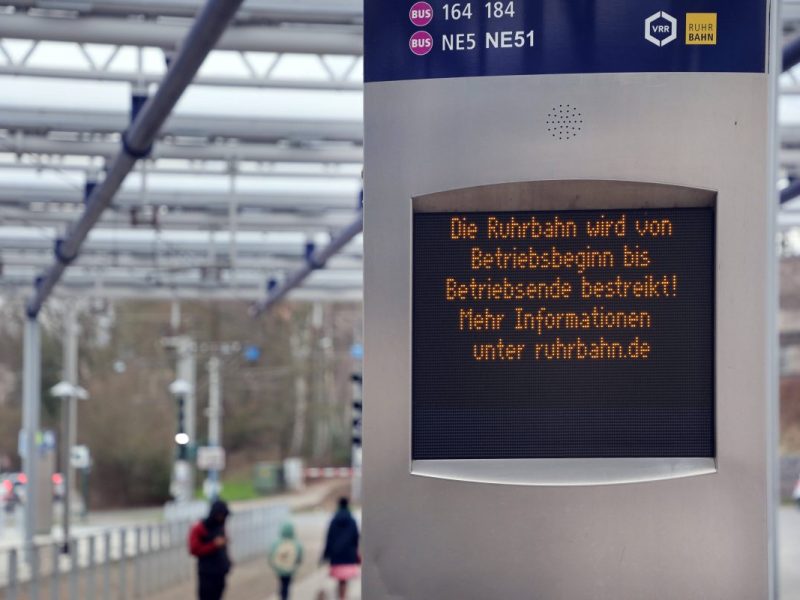 BUS 164 184
BUS NE5 NE51
VRR
RUHR
BAHN
Die Ruhrbahn wird von
Betriebsbeginn bis
Betriebsende bestreikt!
Mehr Informationen
unter ruhrbahn.de